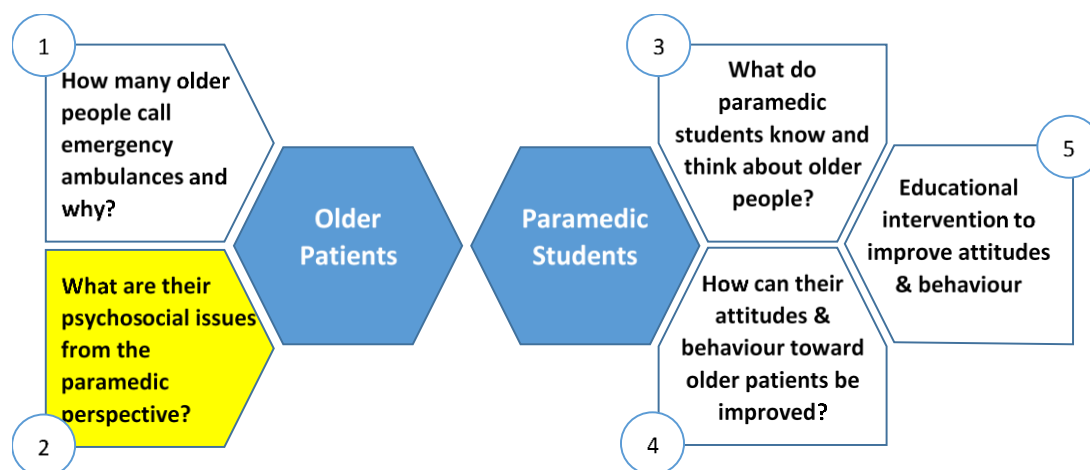 1
How many older
people call
emergency
ambulances and
why?
2
What are their
psychosocial issues
from the
paramedic
perspective?
Older
Patients
Paramedic
Students
3
What do
paramedic
students know and
think about older
people?
4
How can their
attitudes &
behaviour toward
older patients be
improved?
5
Educational
intervention to
improve attitudes
& behaviour